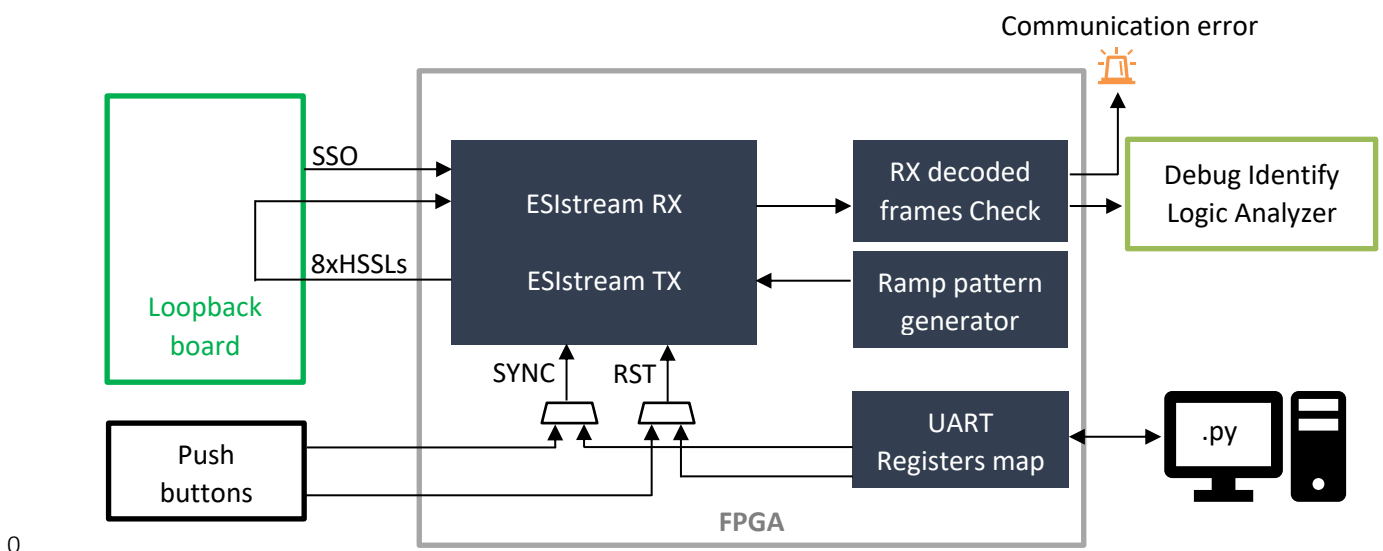 Communication error
SSO
8xHSSLs
Loopback
board
ESIstream RX
ESIstream TX
RX decoded
frames Check
Ramp pattern
generator
Debug Identify
Logic Analyzer
SYNC
RST
Push
buttons
UART
Registers map
.py
FPGA
0